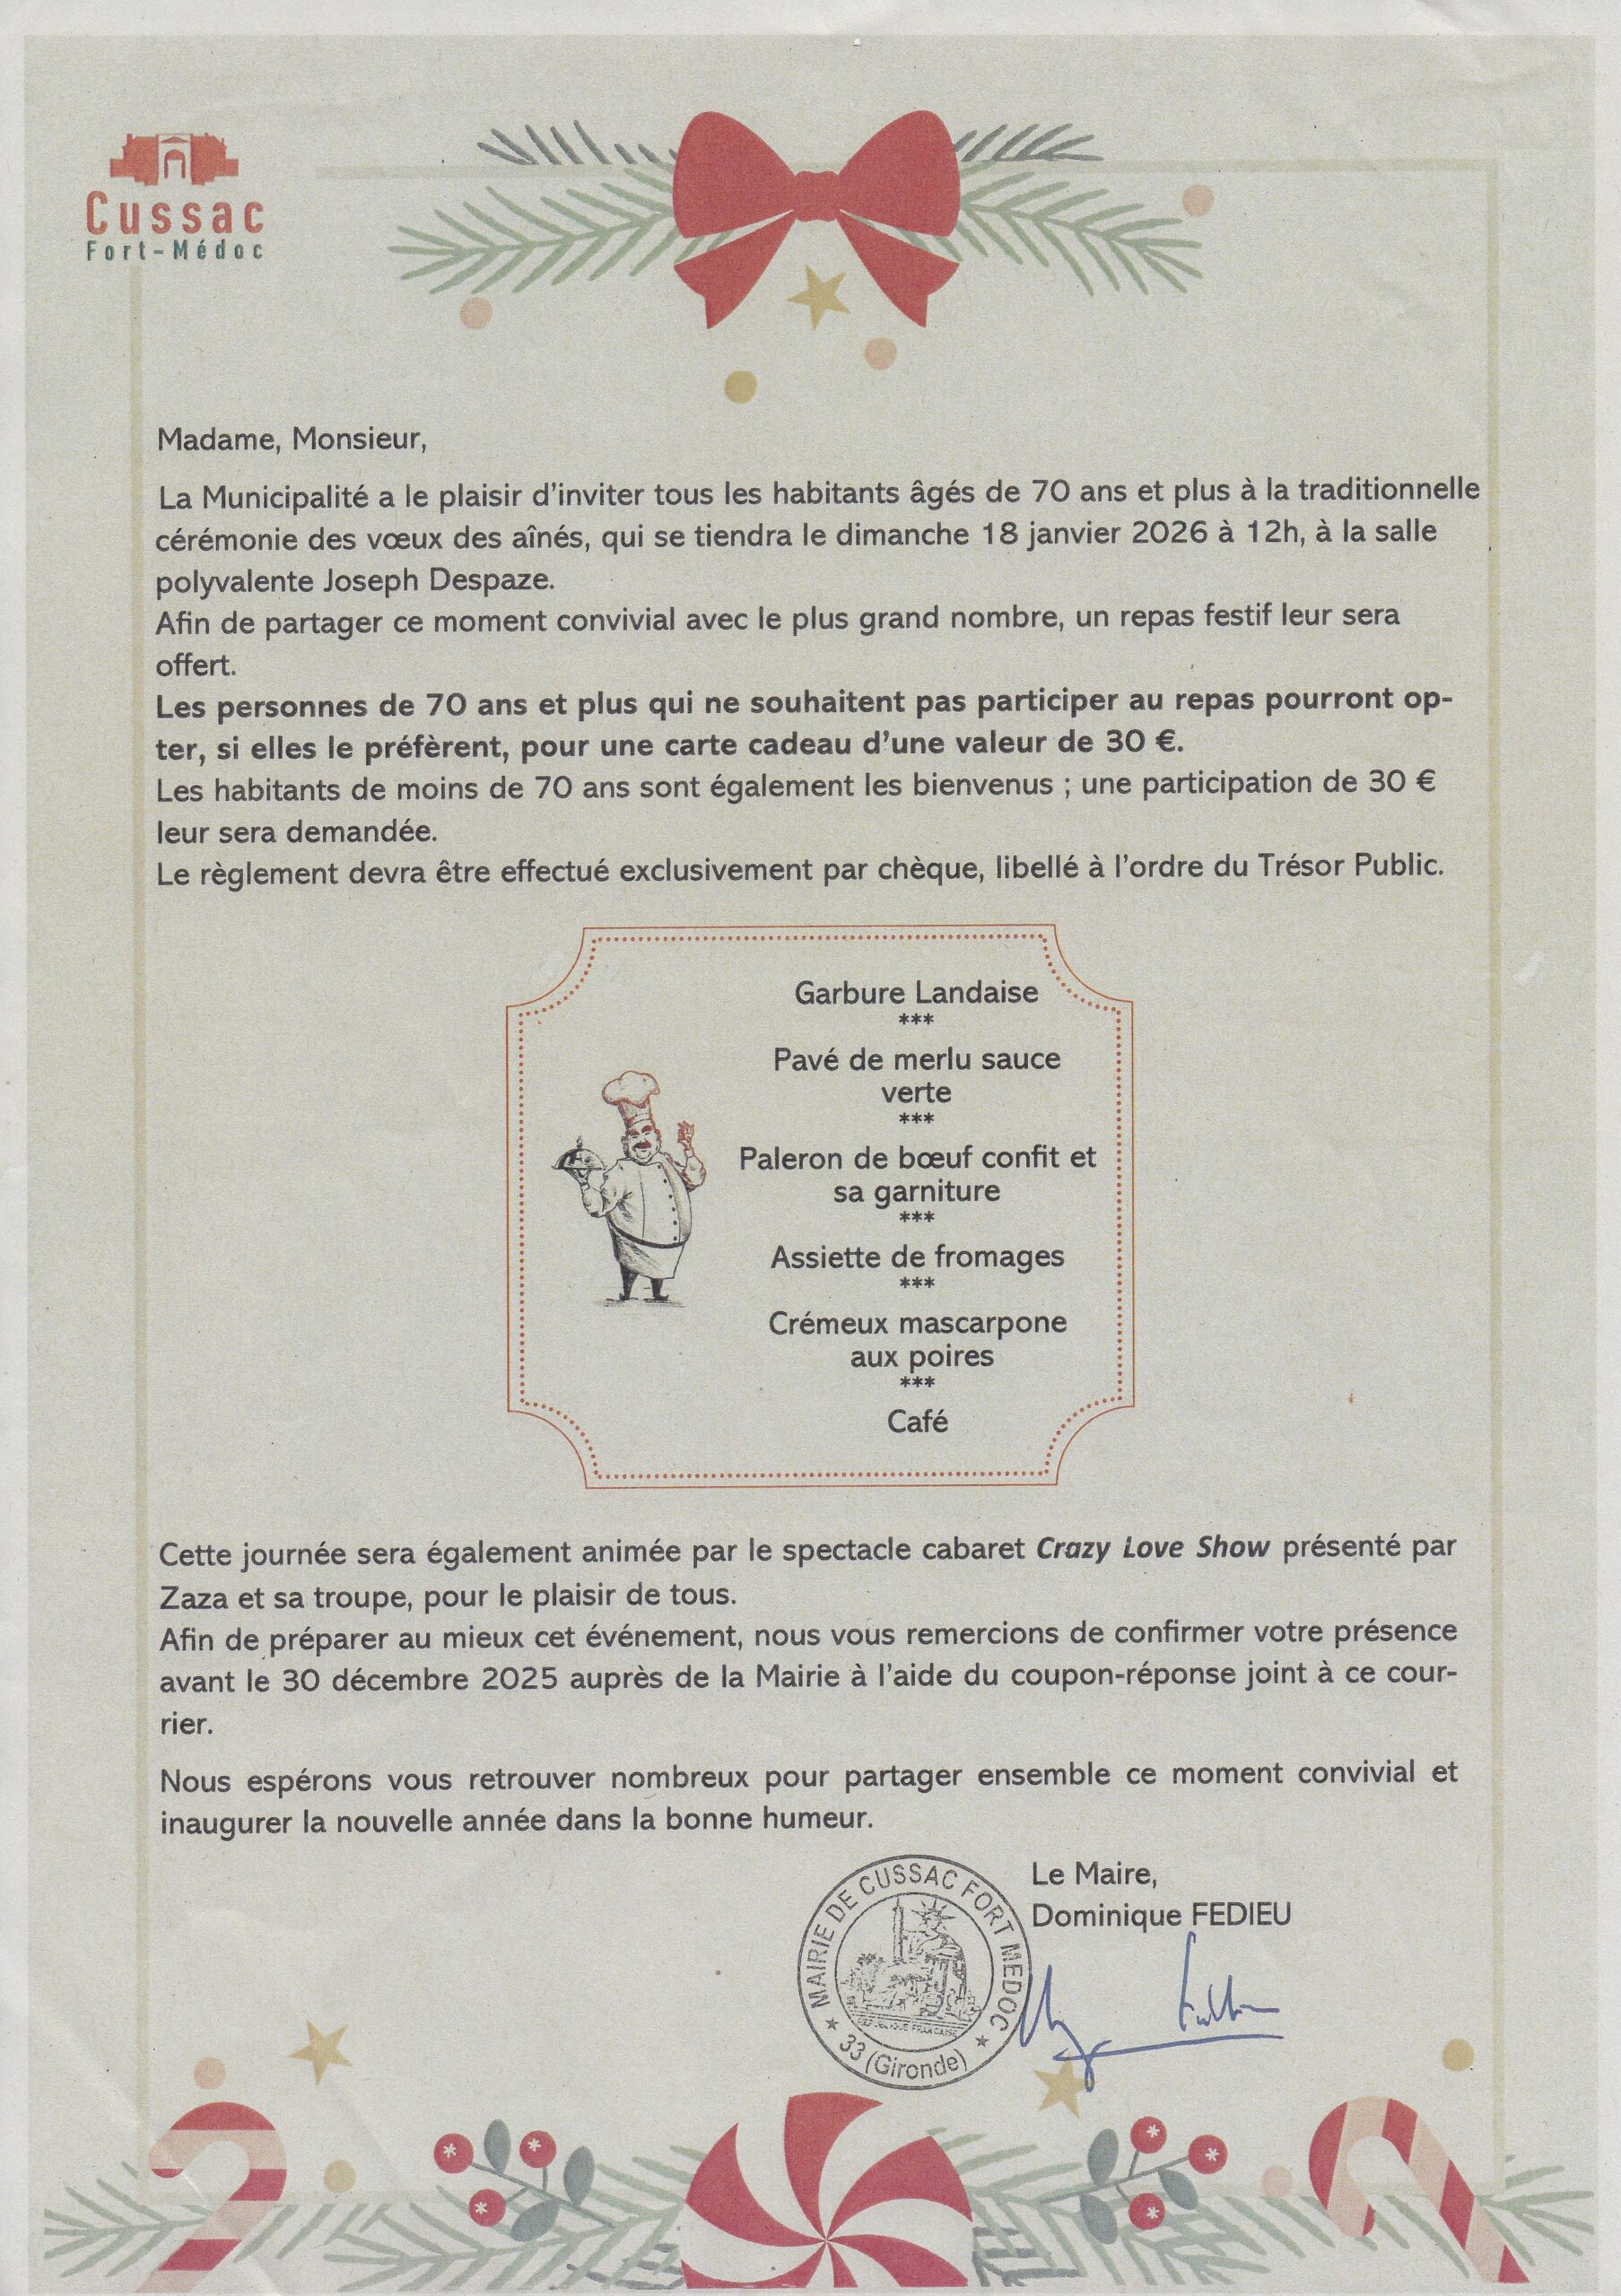 Cussac
Fort-Médoc
Madame, Monsieur,
La Municipalité a le plaisir d'inviter tous les habitants âgés de 70 ans et plus à la traditionnelle
cérémonie des vœux des aînés, qui se tiendra le dimanche 18 janvier 2026 à 12h, à la salle
polyvalente Joseph Despaze.
Afin de partager ce moment convivial avec le plus grand nombre, un repas festif leur sera
offert.
Les personnes de 70 ans et plus qui ne souhaitent pas participer au repas pourront op-
ter, si elles le préfèrent, pour une carte cadeau d'une valeur de 30 €.
Les habitants de moins de 70 ans sont également les bienvenus ; une participation de 30 €
leur sera demandée.
Le règlement devra être effectué exclusivement par chèque, libellé à l'ordre du Trésor Public.
Garbure Landaise
***
Pavé de merlu sauce
verte
***
Paleron de bœuf confit et
sa garniture
***
Assiette de fromages
***
Crémeux mascarpone
aux poires
***
Café
Cette journée sera également animée par le spectacle cabaret Crazy Love Show présenté par
Zaza et sa troupe, pour le plaisir de tous.
Afin de préparer au mieux cet événement, nous vous remercions de confirmer votre présence
avant le 30 décembre 2025 auprès de la Mairie à l'aide du coupon-réponse joint à ce cour-
rier.
Nous espérons vous retrouver nombreux pour partager ensemble ce moment convivial et
inaugurer la nouvelle année dans la bonne humeur.
Le Maire,
Dominique FEDIEU
MAIRIE DE CUSSAC FORT MEDOC
REPUBLIQUE FRANCAISE
★ 33 (Gironde) ★